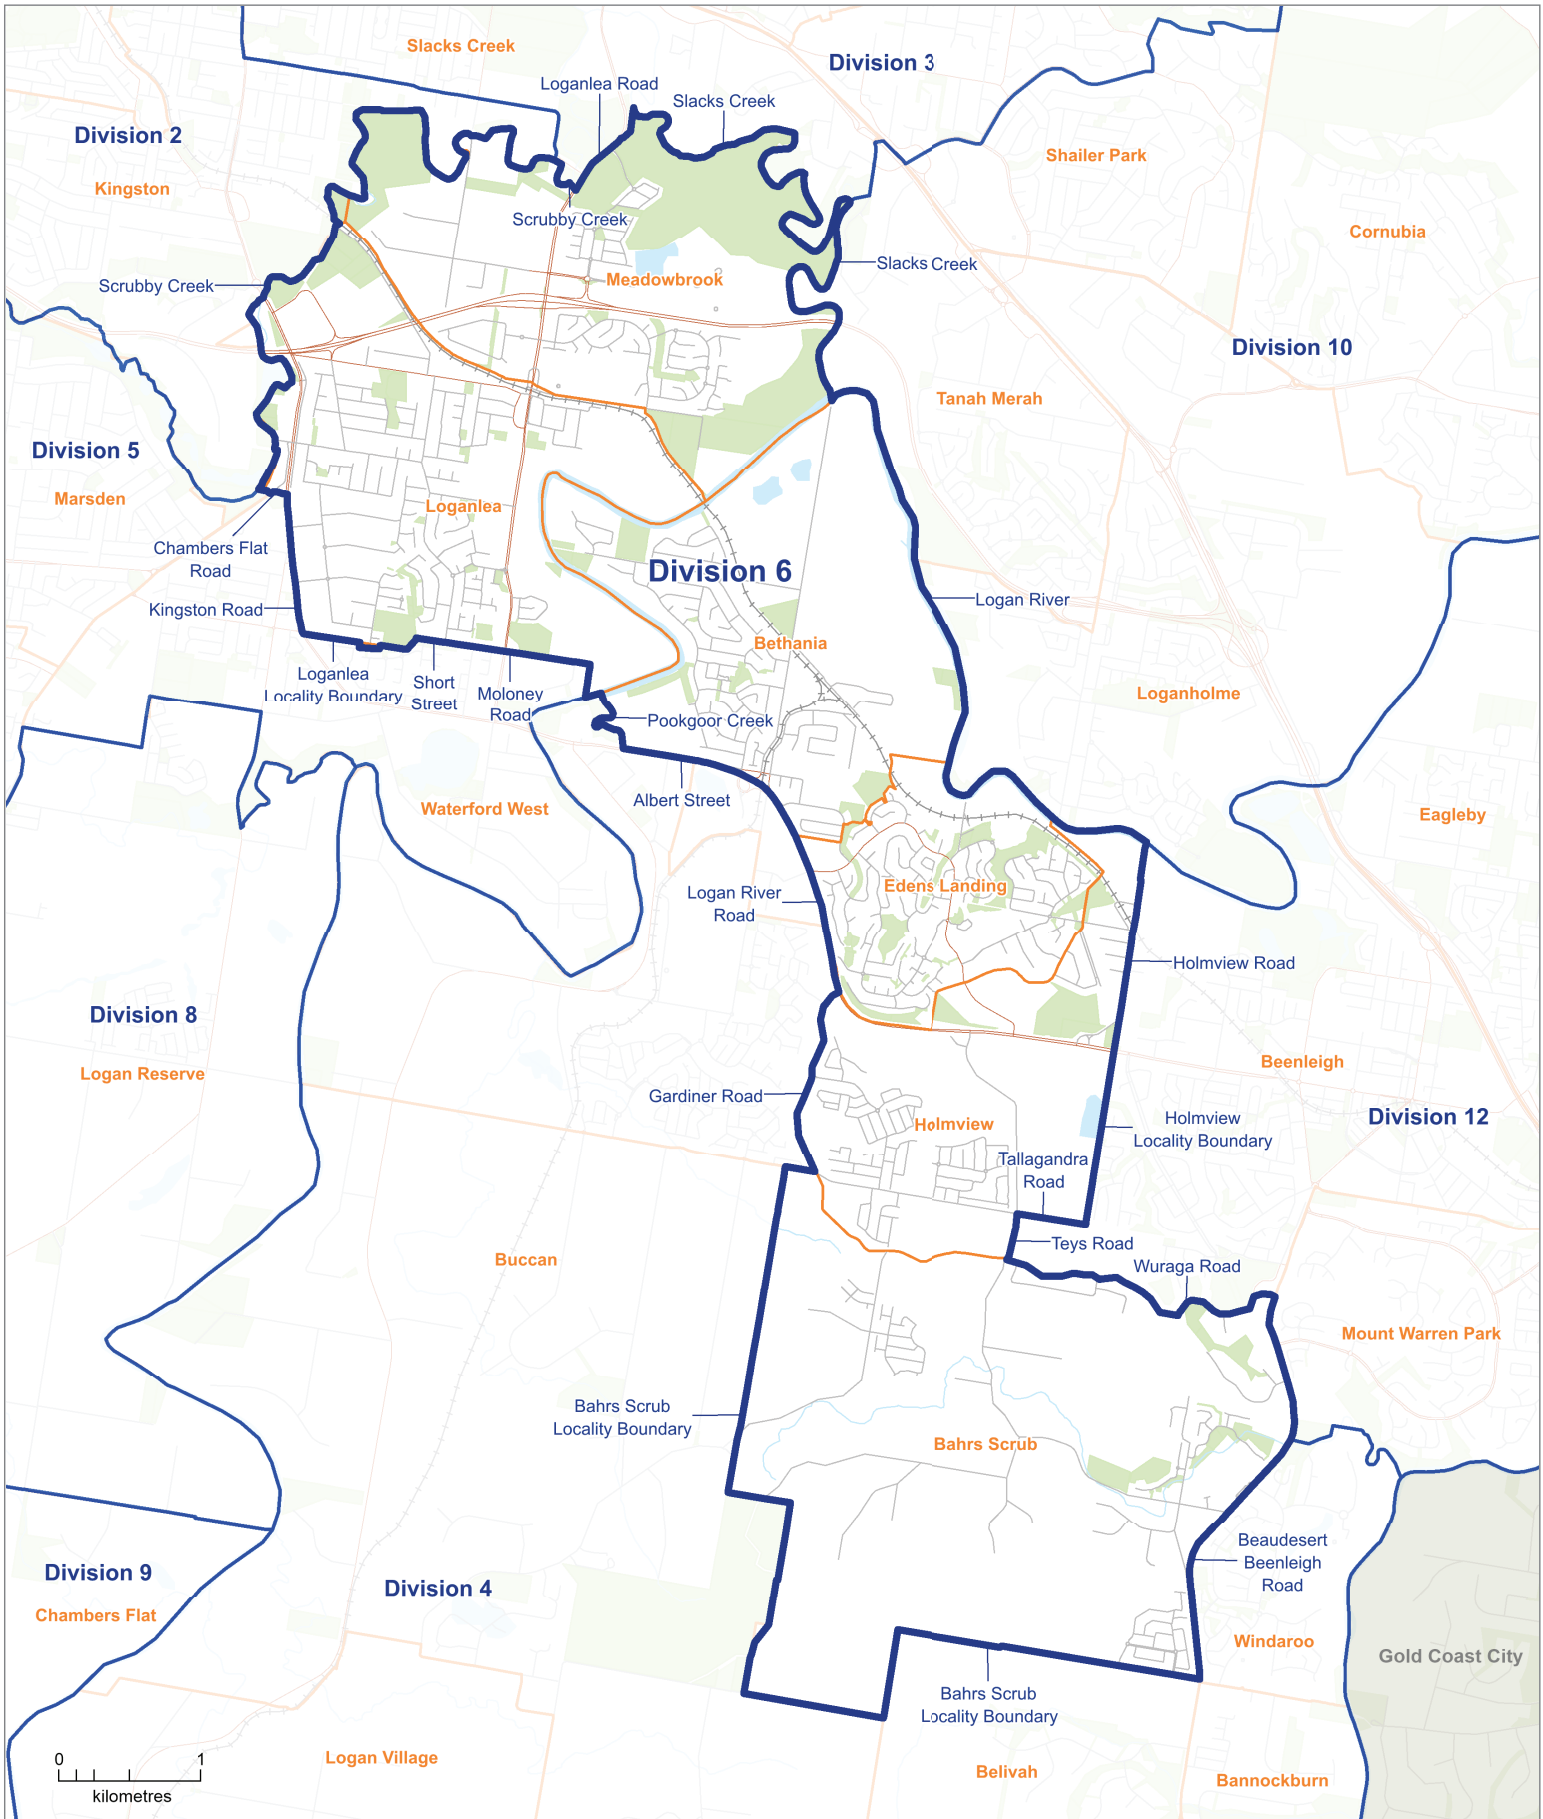 Slacks Creek
Division 3
Loganlea Road
Slacks Creek
Division 2
Shailer Park
Kingston
Scrubby Creek
Cornubia
Slacks Creek
Meadowbrook
Scrubby Creek
Division 10
Tanah Merah
Division 5
Marsden
Loganlea
Chambers Flat
Road
Division 6
Logan River
Kingston Road
Bethania
Loganlea
Locality Boundary
Short
Street
Moloney
Road
Loganholme
Pookgoor Creek
Albert Street
Waterford West
Eagleby
Edens Landing
Logan River
Road
Holmview Road
Division 8
Logan Reserve
Beenleigh
Gardiner Road
Holmview
Holmview
Locality Boundary
Division 12
Tallagandra
Road
Teys Road
Buccan
Wuraga Road
Mount Warren Park
Bahrs Scrub
Locality Boundary
Bahrs Scrub
Beaudesert
Beenleigh
Road
Division 9
Chambers Flat
Division 4
Windaroo
Gold Coast City
Bahrs Scrub
Locality Boundary
Logan Village
Belivah
Bannockburn
0 1
kilometres